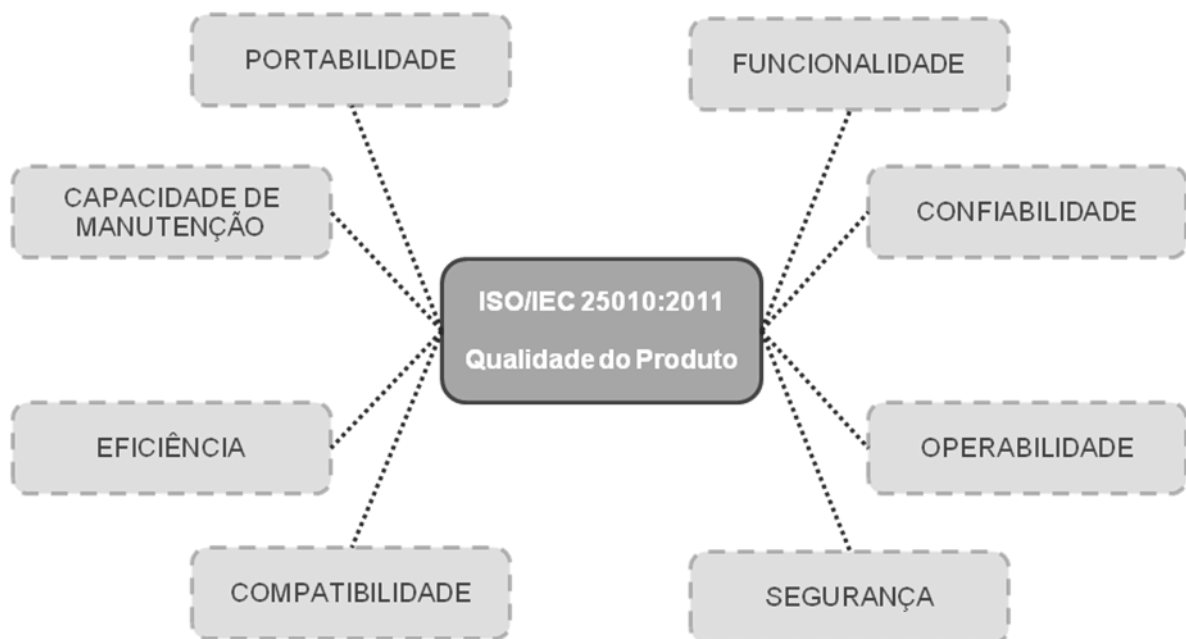 PORTABILIDADE
FUNCIONALIDADE
CAPACIDADE DE
MANUTENÇÃO
CONFIABILIDADE
ISO/IEC 25010:2011
Qualidade do Produto
EFICIÊNCIA
OPERABILIDADE
COMPATIBILIDADE
SEGURANÇA